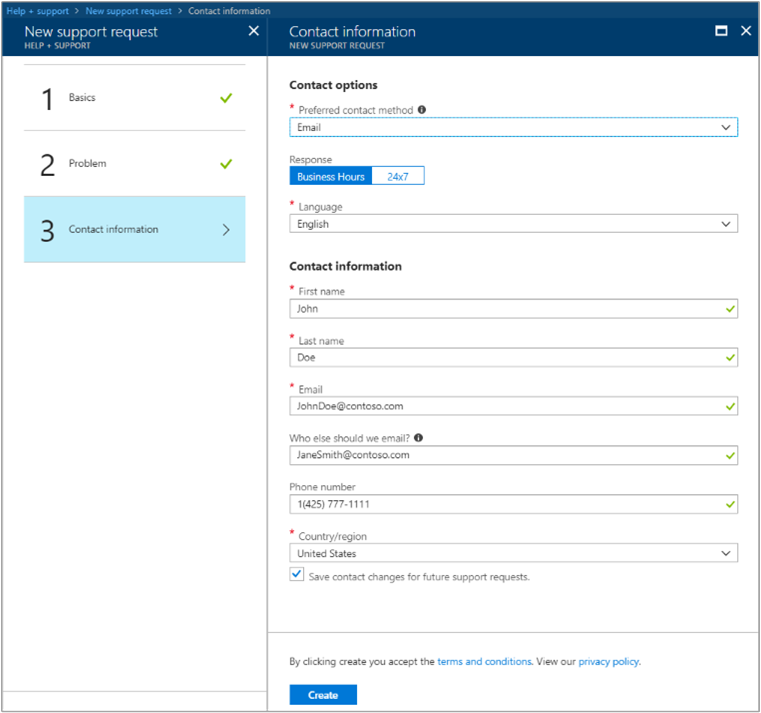 Help + support > New support request > Contact information
New support request
HELP + SUPPORT
1 Basics
2 Problem
3 Contact information
Contact information
NEW SUPPORT REQUEST
Contact options
* Preferred contact method
Email
Response
Business Hours 24x7
* Language
English
Contact information
* First name
John
* Last name
Doe
* Email
JohnDoe@contoso.com
Who else should we email?
JaneSmith@contoso.com
Phone number
1(425) 777-1111
* Country/region
United States
Save contact changes for future support requests.
By clicking create you accept the terms and conditions. View our privacy policy.
Create